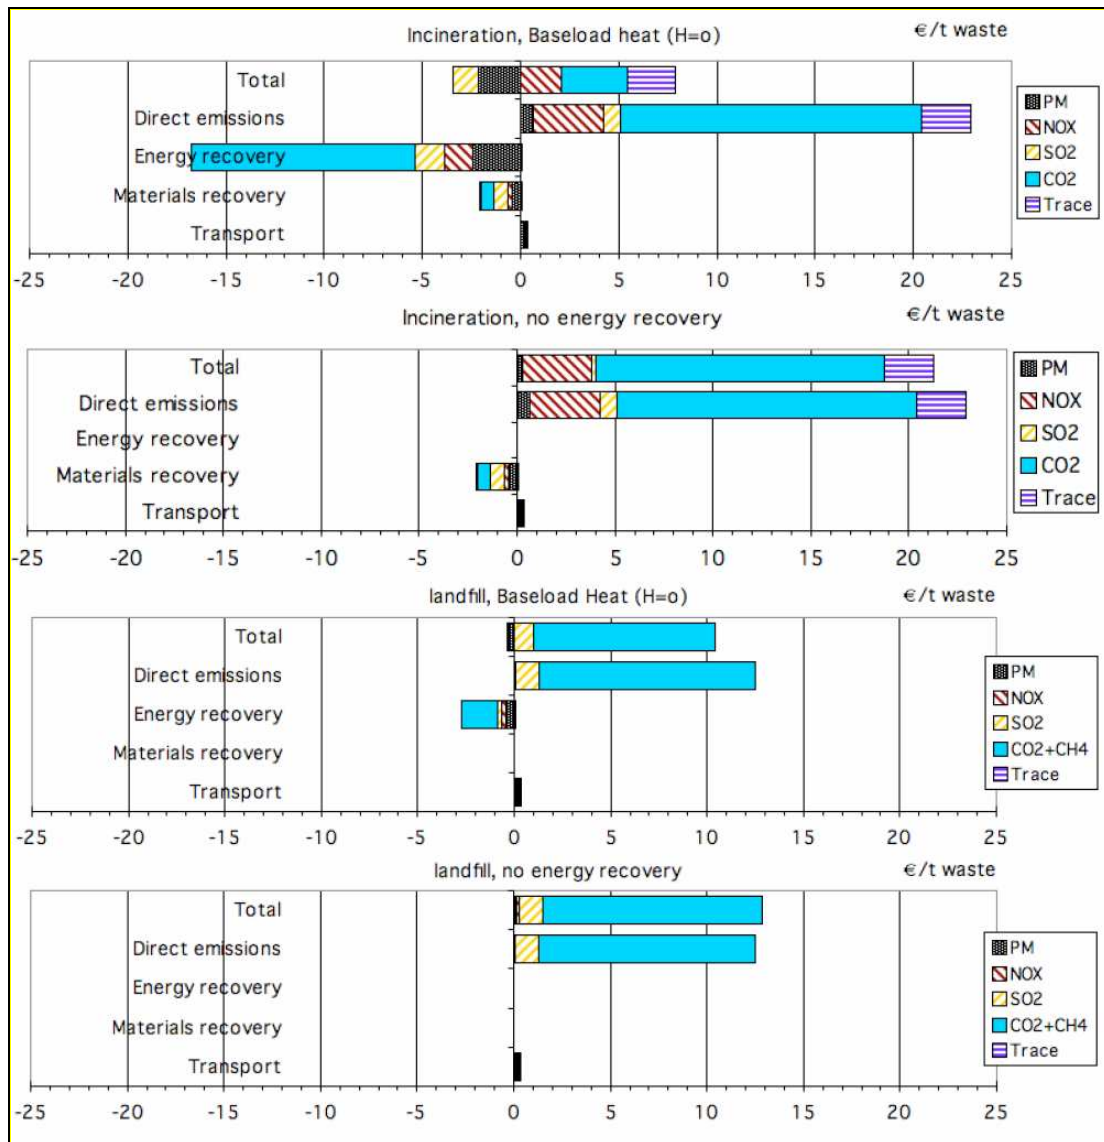 Incineration, Baseload heat (H=o)
€/t waste
Total
Direct emissions
Energy recovery
Materials recovery
Transport
PM
NOX
SO2
CO2
Trace
-25 -20 -15 -10 -5 0 5 10 15 20 25
Incineration, no energy recovery
€/t waste
Total
Direct emissions
Energy recovery
Materials recovery
Transport
PM
NOX
SO2
CO2
Trace
-25 -20 -15 -10 -5 0 5 10 15 20 25
landfill, Baseload Heat (H=o)
€/t waste
Total
Direct emissions
Energy recovery
Materials recovery
Transport
PM
NOX
SO2
CO2+CH4
Trace
-25 -20 -15 -10 -5 0 5 10 15 20 25
landfill, no energy recovery
€/t waste
Total
Direct emissions
Energy recovery
Materials recovery
Transport
PM
NOX
SO2
CO2+CH4
Trace
-25 -20 -15 -10 -5 0 5 10 15 20 25